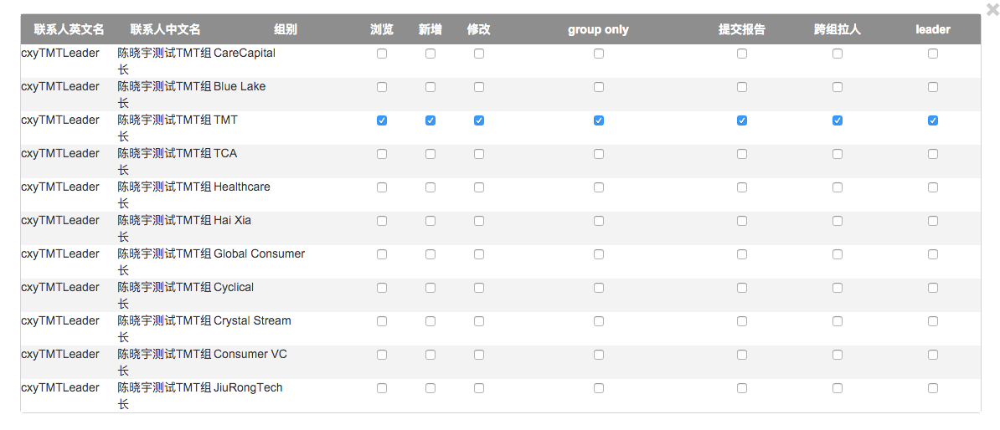 联系人英文名 联系人中文名 组别 浏览 新增 修改 group only 提交报告 跨组拉人 leader
cxyTMTLeader 陈晓宇测试TMT组 CareCapital
长
cxyTMTLeader 陈晓宇测试TMT组 Blue Lake
长
cxyTMTLeader 陈晓宇测试TMT组 TMT
长
cxyTMTLeader 陈晓宇测试TMT组 TCA
长
cxyTMTLeader 陈晓宇测试TMT组 Healthcare
长
cxyTMTLeader 陈晓宇测试TMT组 Hai Xia
长
cxyTMTLeader 陈晓宇测试TMT组 Global Consumer
长
cxyTMTLeader 陈晓宇测试TMT组 Cyclical
长
cxyTMTLeader 陈晓宇测试TMT组 Crystal Stream
长
cxyTMTLeader 陈晓宇测试TMT组 Consumer VC
长
cxyTMTLeader 陈晓宇测试TMT组 JiuRongTech
长